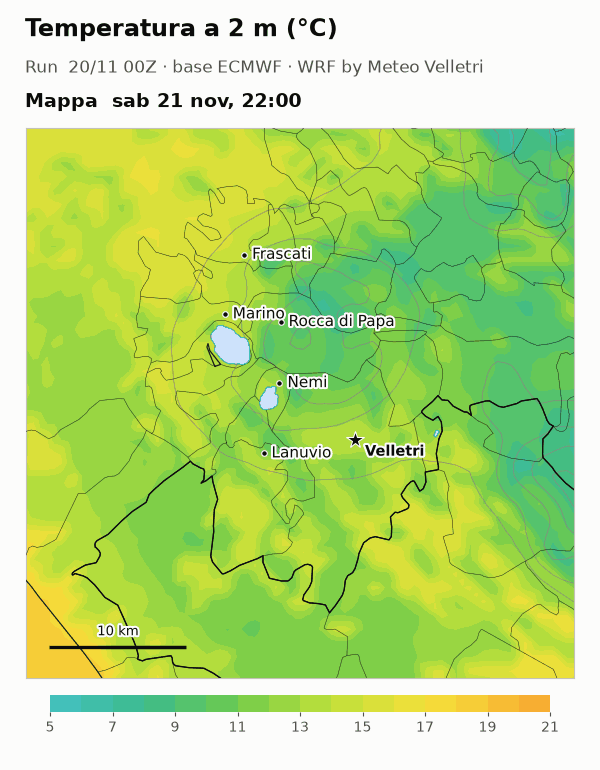 Temperatura a 2 m (°C)
Run  20/11 00Z · base ECMWF · WRF by Meteo Velletri
Mappa  sab 21 nov, 22:00
Frascati
Marino
Rocca di Papa
Nemi
Velletri
Lanuvio
10 km
5 7 9 11 13 15 17 19 21